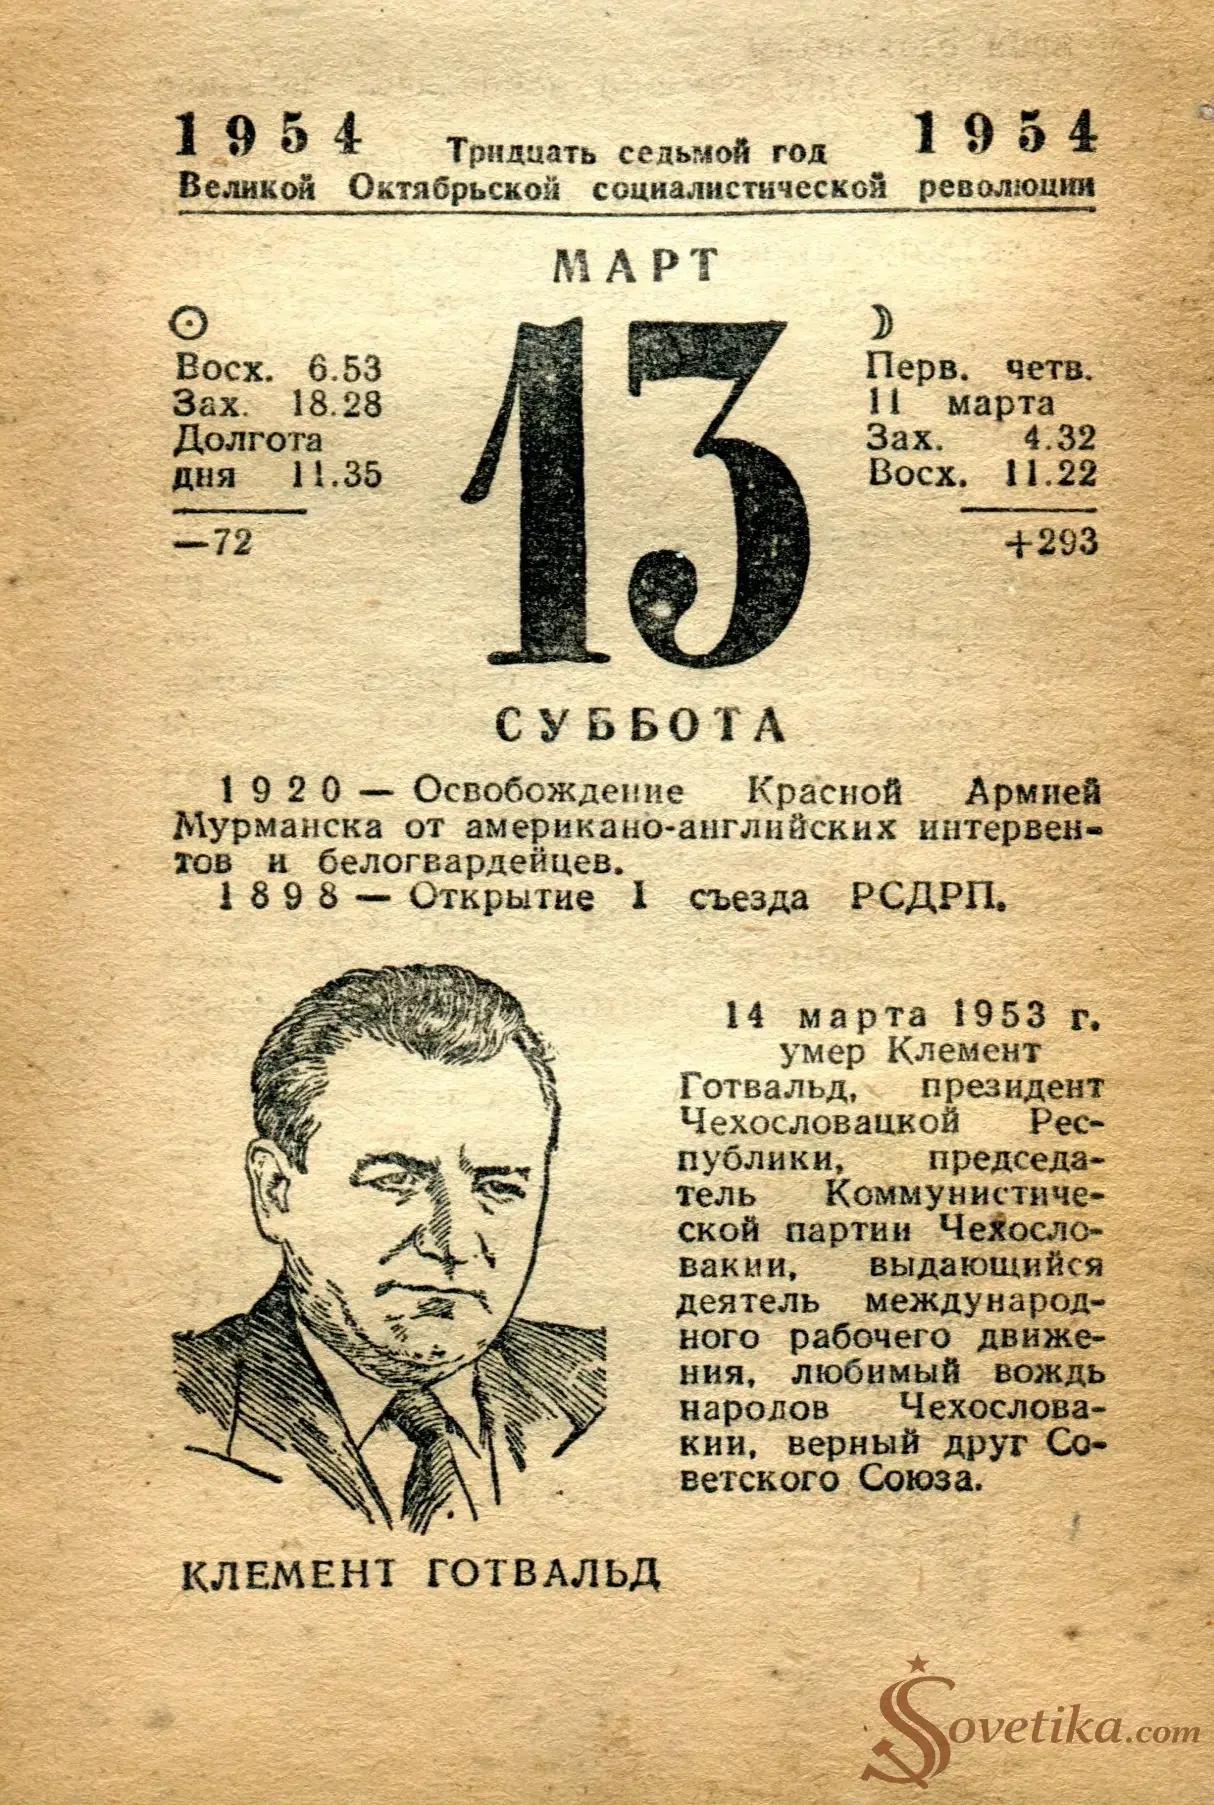 1954 Тридцать седьмой год 1954
Великой Октябрьской социалистической революции
МАРТ
Восх. 6.53
Зах. 18.28
Долгота
дня 11.35
—72
13
Перв. четв.
11 марта
Зах. 4.32
Восх. 11.22
+293
СУББОТА
1920 — Освобождение Красной Армией
Мурманска от американо-английских интервен-
тов и белогвардейцев.
1898 — Открытие I съезда РСДРП.
14 марта 1953 г.
умер Клемент
Готвальд, президент
Чехословацкой Рес-
публики, председа-
тель Коммунистиче-
ской партии Чехосло-
вакии, выдающийся
деятель международ-
ного рабочего движе-
ния, любимый вождь
народов Чехослова-
кии, верный друг Со-
ветского Союза.
КЛЕМЕНТ ГОТВАЛЬД
Sovetika.com